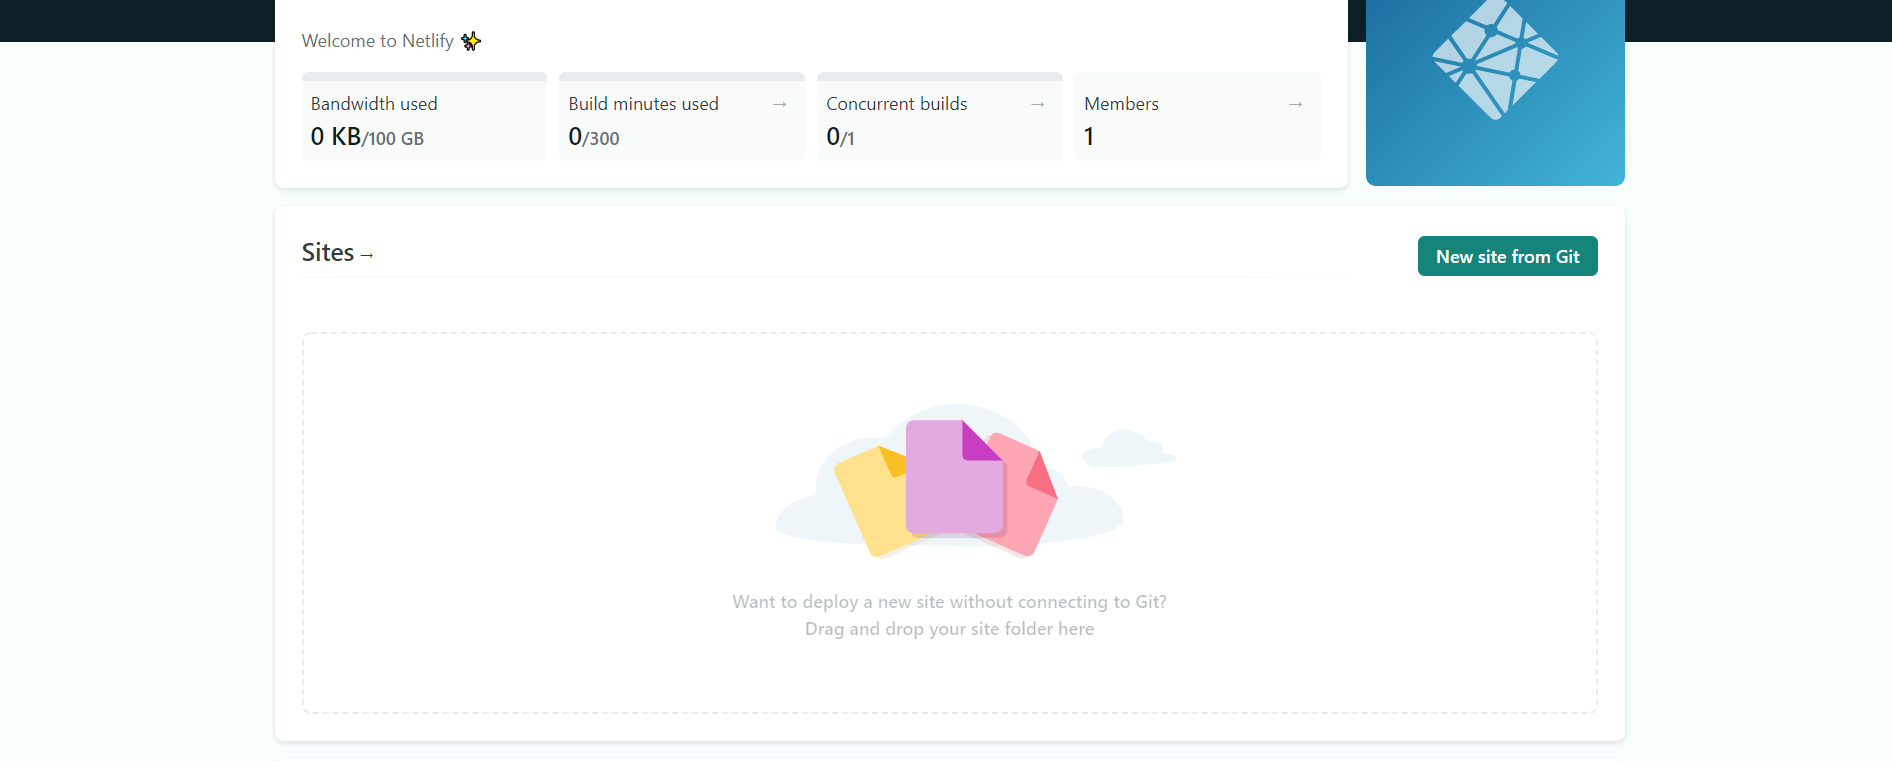 Welcome to Netlify ✨
Bandwidth used
0 KB/100 GB
Build minutes used →
0/300
Concurrent builds →
0/1
Members →
1
Sites →
New site from Git
Want to deploy a new site without connecting to Git?
Drag and drop your site folder here